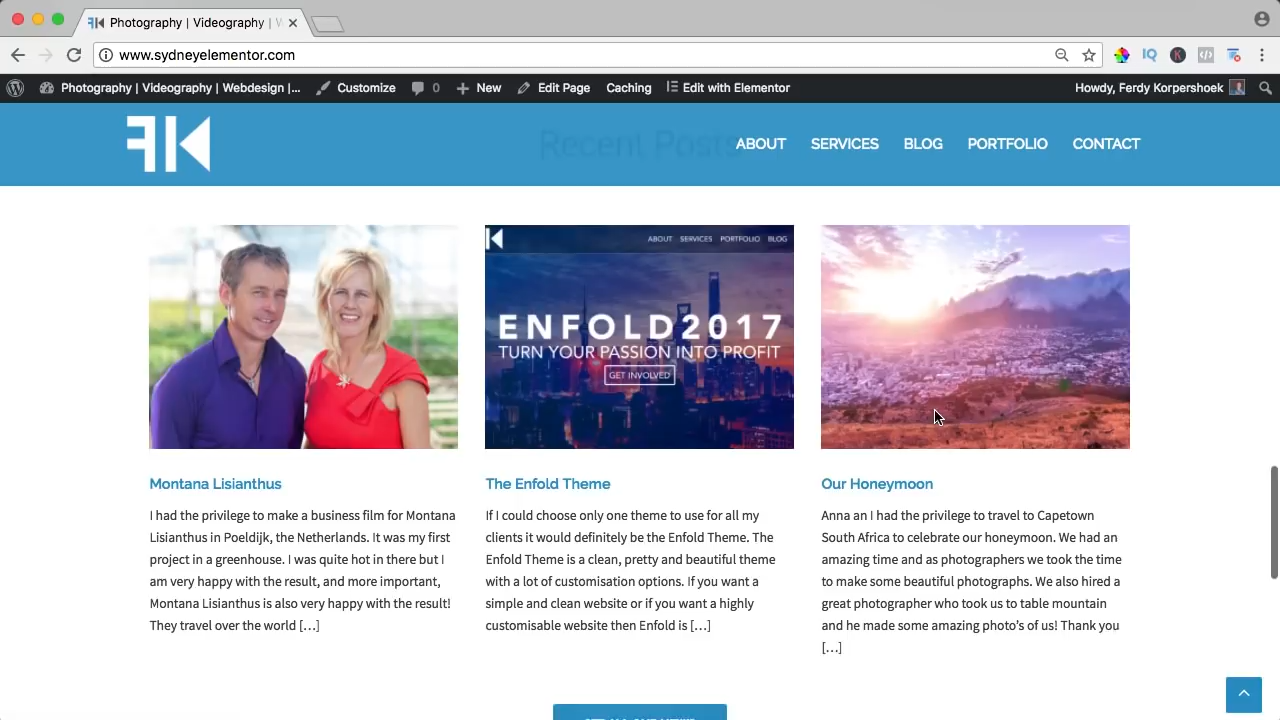 Photography | Videography | W
www.sydneyelementor.com
Photography | Videography | Webdesign |...
Customize
0
New
Edit Page
Caching
Edit with Elementor
Howdy, Ferdy Korpershoek
Recent Posts
ABOUT
SERVICES
BLOG
PORTFOLIO
CONTACT
ABOUT SERVICES PORTFOLIO BLOG
ENFOLD2017
TURN YOUR PASSION INTO PROFIT
GET INVOLVED
Montana Lisianthus
I had the privilege to make a business film for Montana
Lisianthus in Poeldijk, the Netherlands. It was my first
project in a greenhouse. I was quite hot in there but I
am very happy with the result, and more important,
Montana Lisianthus is also very happy with the result!
They travel over the world […]
The Enfold Theme
If I could choose only one theme to use for all my
clients it would definitely be the Enfold Theme. The
Enfold Theme is a clean, pretty and beautiful theme
with a lot of customisation options. If you want a
simple and clean website or if you want a highly
customisable website then Enfold is […]
Our Honeymoon
Anna an I had the privilege to travel to Capetown
South Africa to celebrate our honeymoon. We had an
amazing time and as photographers we took the time
to make some beautiful photographs. We also hired a
great photographer who took us to table mountain
and he made some amazing photo's of us! Thank you
[…]